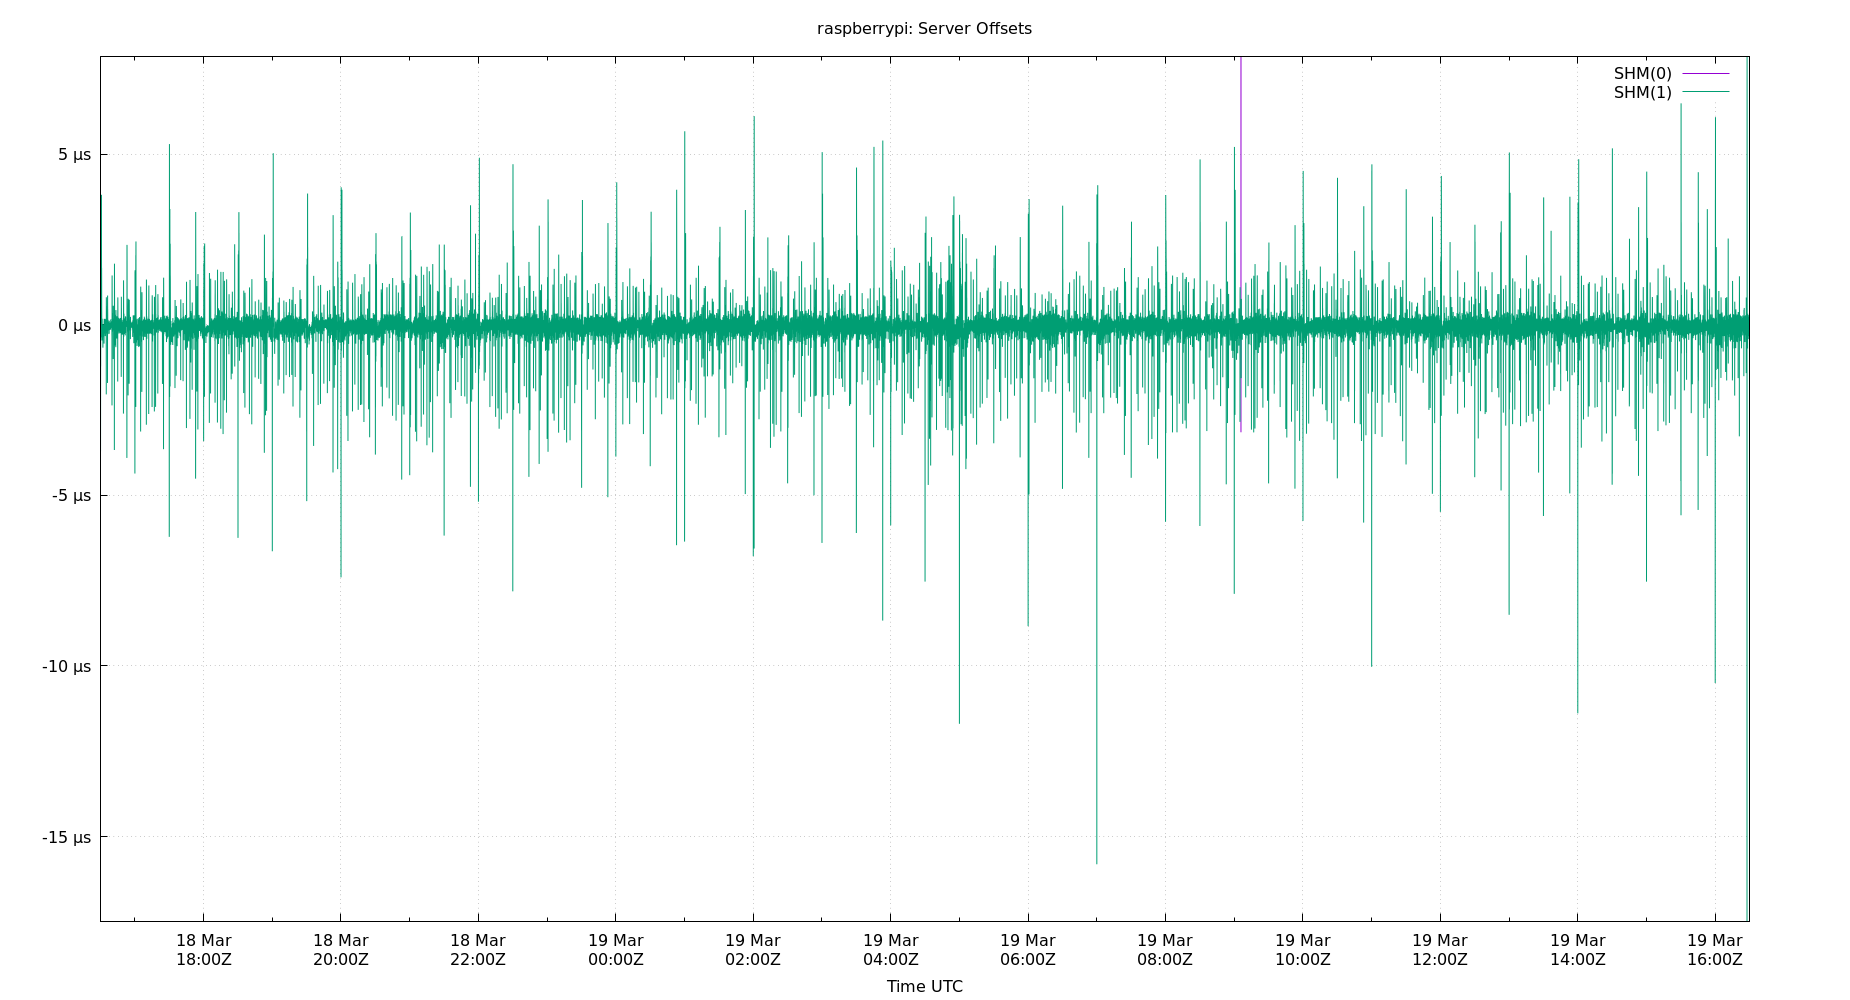 raspberrypi: Server Offsets
SHM(0)
SHM(1)
5 µs
0 µs
-5 µs
-10 µs
-15 µs
18 Mar 18 Mar 18 Mar 19 Mar 19 Mar 19 Mar 19 Mar 19 Mar 19 Mar 19 Mar 19 Mar 19 Mar
18:00Z 20:00Z 22:00Z 00:00Z 02:00Z 04:00Z 06:00Z 08:00Z 10:00Z 12:00Z 14:00Z 16:00Z
Time UTC